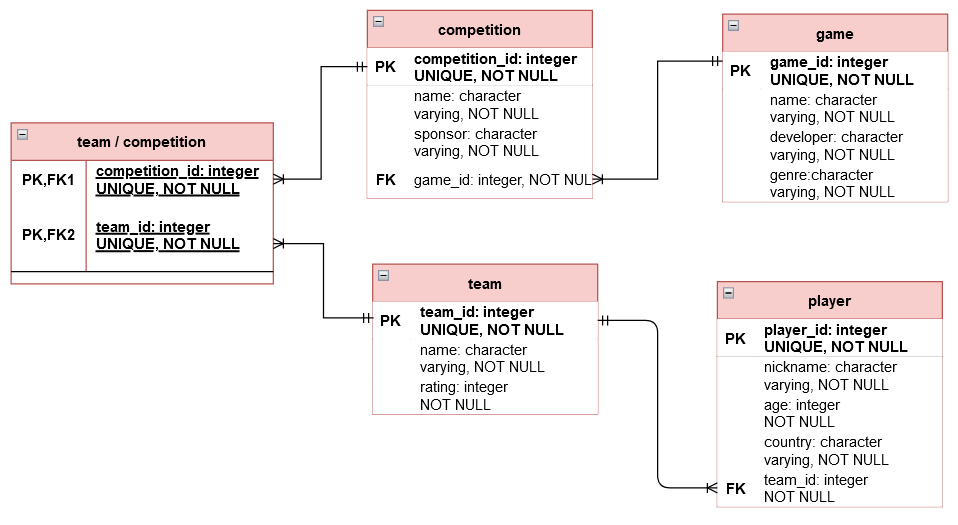 competition
PK
competition_id: integer
UNIQUE, NOT NULL
name: character
varying, NOT NULL
sponsor: character
varying, NOT NULL
FK
game_id: integer, NOT NUL
game
PK
game_id: integer
UNIQUE, NOT NULL
name: character
varying, NOT NULL
developer: character
varying, NOT NULL
genre:character
varying, NOT NULL
team / competition
PK,FK1
competition_id: integer
UNIQUE, NOT NULL
PK,FK2
team_id: integer
UNIQUE, NOT NULL
team
PK
team_id: integer
UNIQUE, NOT NULL
name: character
varying, NOT NULL
rating: integer
NOT NULL
player
PK
player_id: integer
UNIQUE, NOT NULL
nickname: character
varying, NOT NULL
age: integer
NOT NULL
country: character
varying, NOT NULL
FK
team_id: integer
NOT NULL